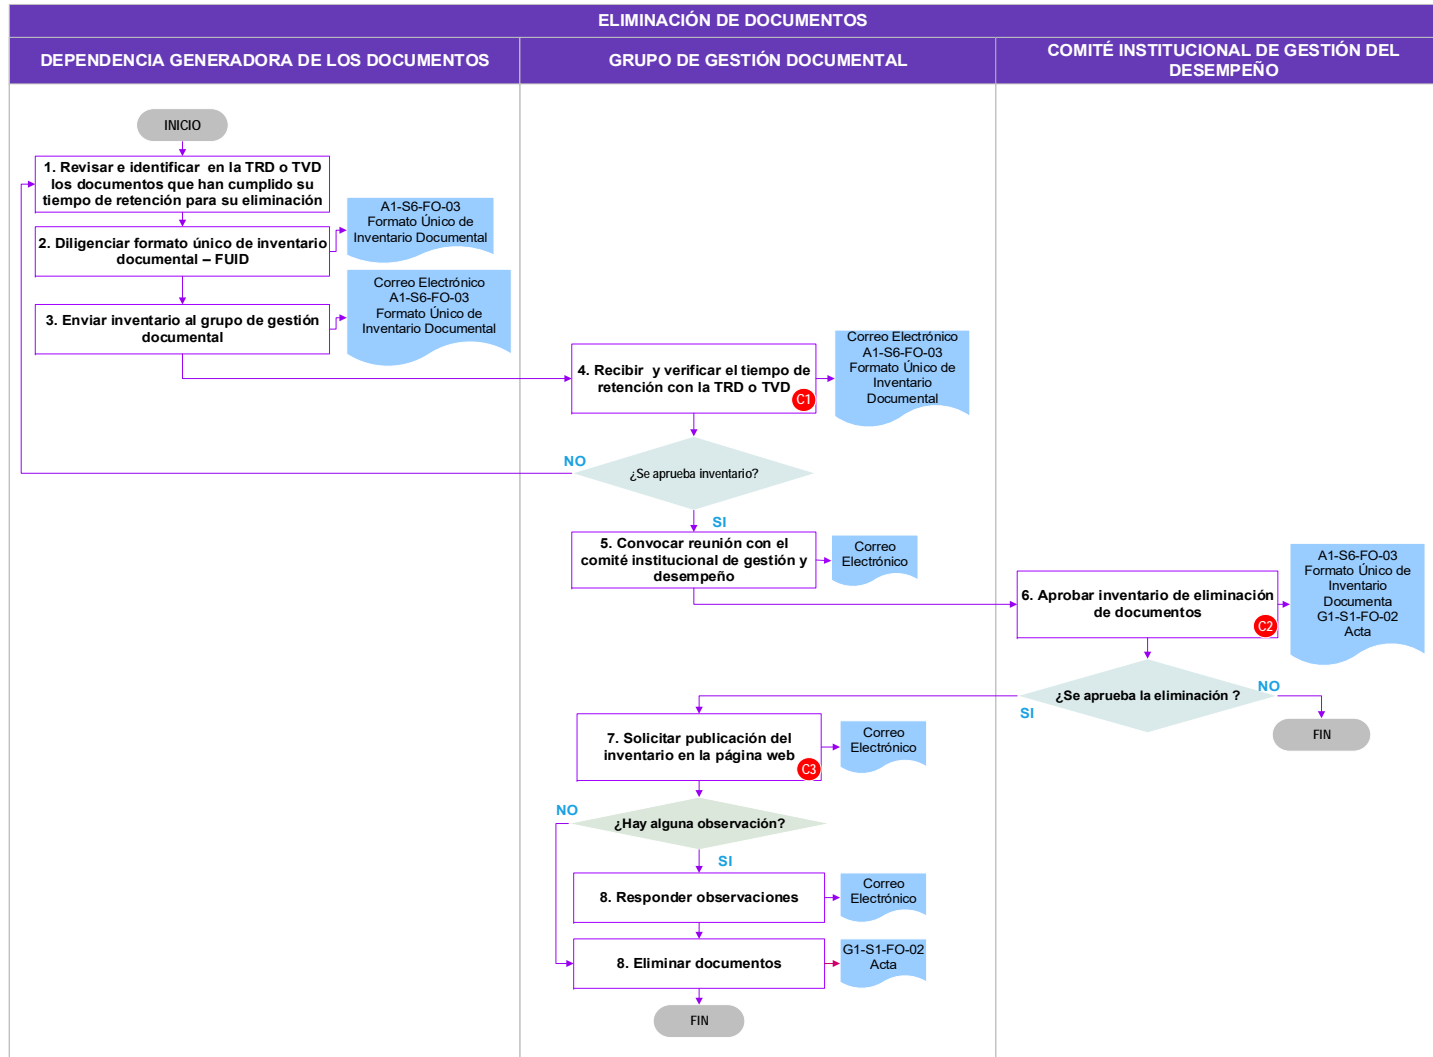 ELIMINACIÓN DE DOCUMENTOS
DEPENDENCIA GENERADORA DE LOS DOCUMENTOS
GRUPO DE GESTIÓN DOCUMENTAL
COMITÉ INSTITUCIONAL DE GESTIÓN DEL
DESEMPEÑO
INICIO
1. Revisar e identificar en la TRD o TVD
los documentos que han cumplido su
tiempo de retención para su eliminación
A1-S6-FO-03
Formato Único de
Inventario Documental
2. Diligenciar formato único de inventario
documental – FUID
Correo Electrónico
A1-S6-FO-03
Formato Único de
Inventario Documental
3. Enviar inventario al grupo de gestión
documental
4. Recibir y verificar el tiempo de
retención con la TRD o TVD
C1
Correo Electrónico
A1-S6-FO-03
Formato Único de
Inventario
Documental
NO
¿Se aprueba inventario?
SI
5. Convocar reunión con el
comité institucional de gestión y
desempeño
Correo
Electrónico
6. Aprobar inventario de eliminación
de documentos
C2
A1-S6-FO-03
Formato Único de
Inventario
Documenta
G1-S1-FO-02
Acta
¿Se aprueba la eliminación ?
NO
SI
FIN
7. Solicitar publicación del
inventario en la página web
C3
Correo
Electrónico
NO
¿Hay alguna observación?
SI
8. Responder observaciones
Correo
Electrónico
8. Eliminar documentos
G1-S1-FO-02
Acta
FIN